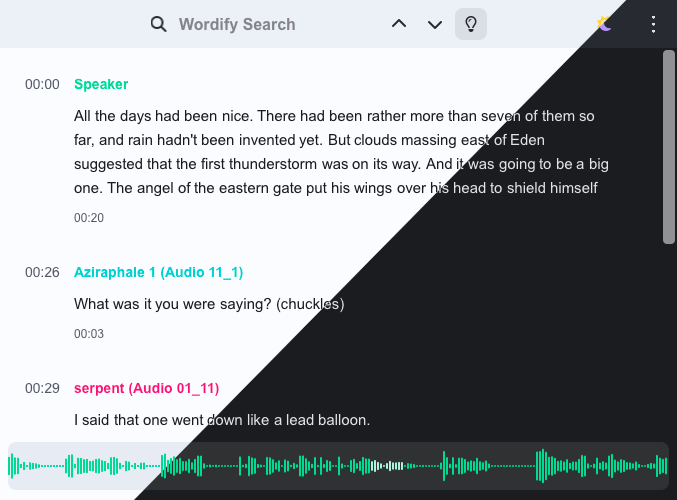 Wordify Search
00:00 Speaker
All the days had been nice. There had been rather more than seven of them so
far, and rain hadn't been invented yet. But clouds massing east of Eden
suggested that the first thunderstorm was on its way. And it was going to be a big
one. The angel of the eastern gate put his wings over his head to shield himself
00:20
00:26 Aziraphale 1 (Audio 11_1)
What was it you were saying? (chuckles)
00:03
00:29 serpent (Audio 01_11)
I said that one went down like a lead balloon.